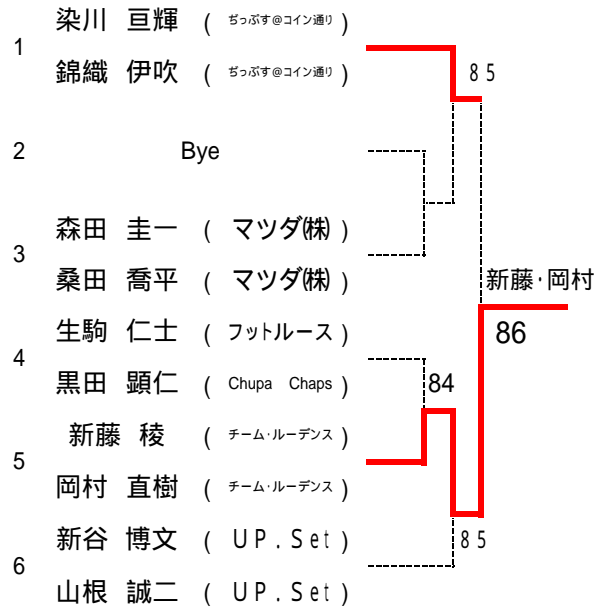 染川 亘輝 ( ぢっぷす@コイン通り )
1
錦織 伊吹 ( ぢっぷす@コイン通り )
8 5
2 Bye
森田 圭一 ( マツダ㈱ )
3
桑田 喬平 ( マツダ㈱ )
新藤・岡村
生駒 仁士 ( フットルース )
86
4
黒田 顕仁 ( Chupa Chaps )
84
新藤 稜 ( チーム・ルーデンス )
5
岡村 直樹 ( チーム・ルーデンス )
新谷 博文 ( UP.Set )
8 5
6
山根 誠二 ( UP.Set )